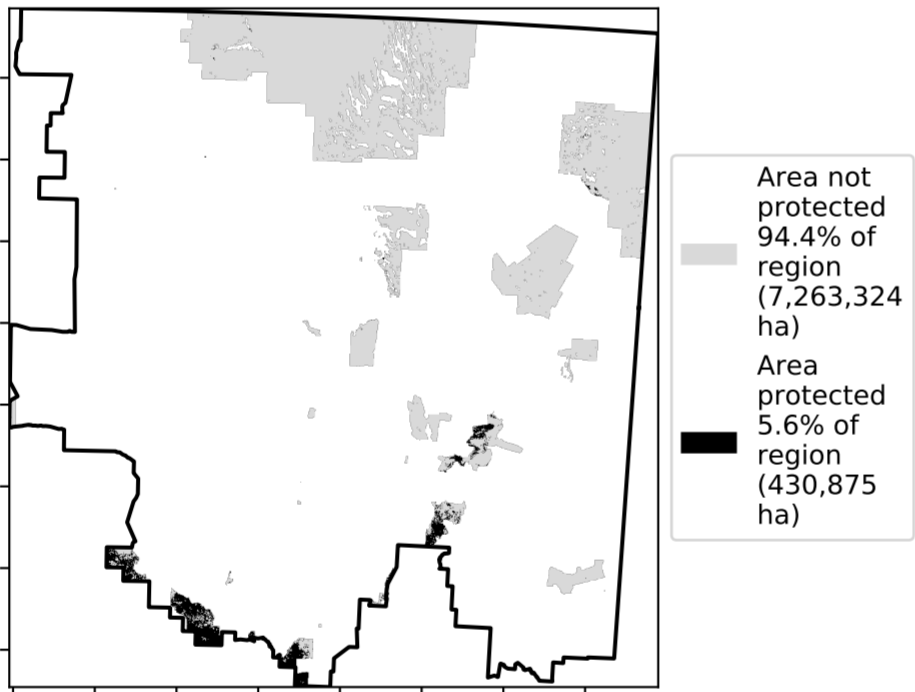 Area not
protected
94.4% of
region
(7,263,324
ha)
Area
protected
5.6% of
region
(430,875
ha)